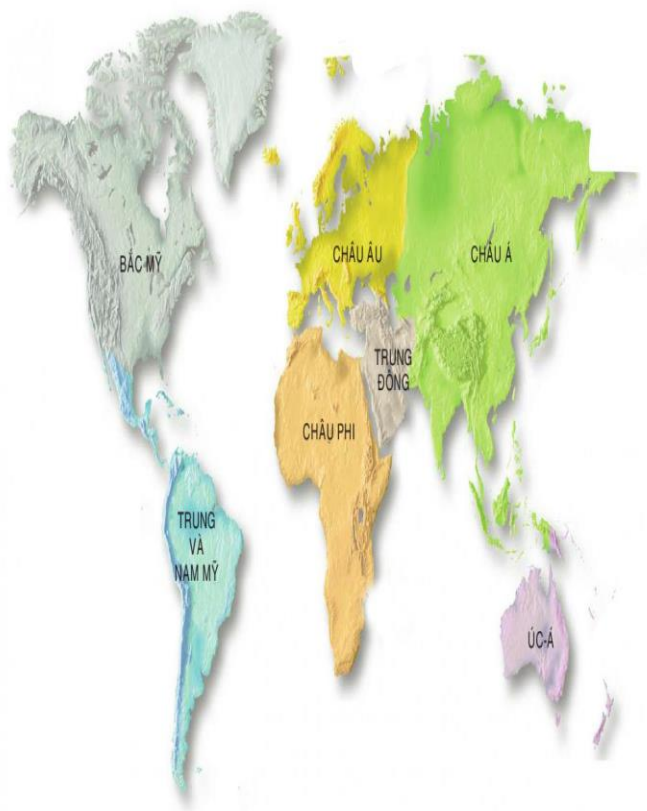 BẮC MỸ
CHÂU ÂU
CHÂU Á
TRUNG
ĐÔNG
CHÂU PHI
TRUNG
VÀ
NAM MỸ
ÚC-Á